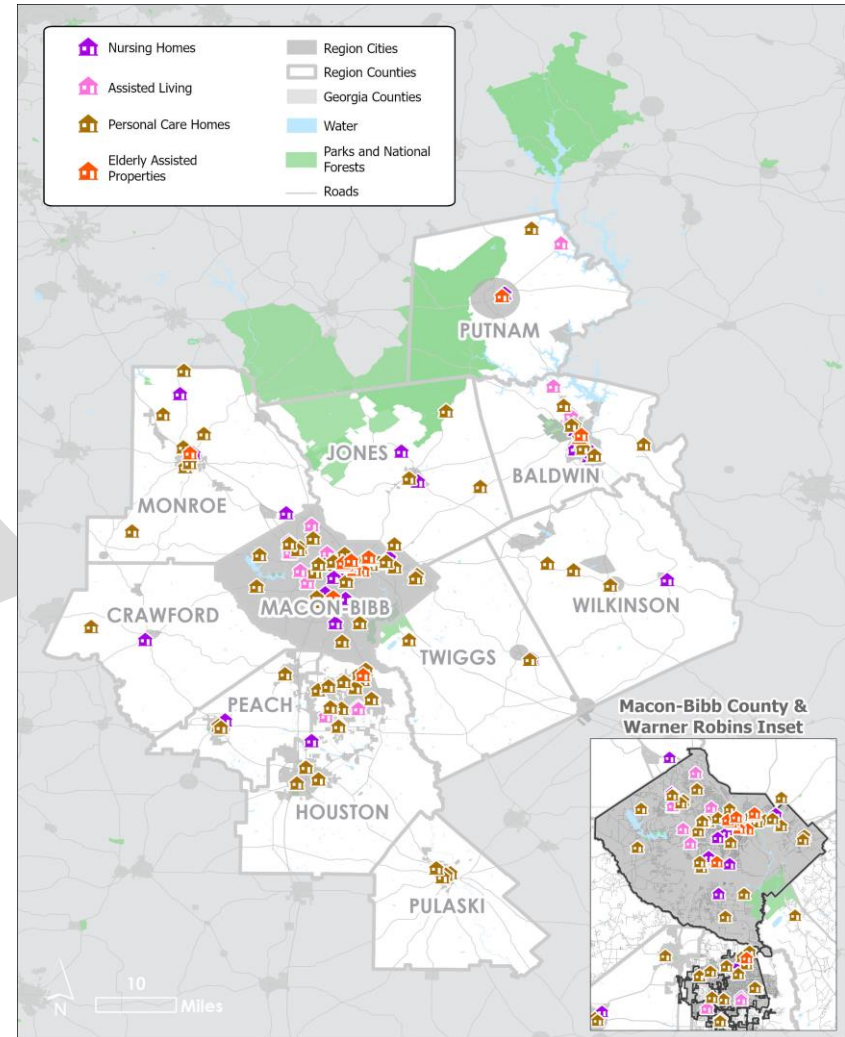 Nursing Homes
Assisted Living
Personal Care Homes
Elderly Assisted
Properties
Region Cities
Region Counties
Georgia Counties
Water
Parks and National
Forests
Roads
PUTNAM
JONES
BALDWIN
MONROE
MACON-BIBB
WILKINSON
CRAWFORD
TWIGGS
PEACH
Macon-Bibb County &
Warner Robins Inset
HOUSTON
PULASKI
10
N
Miles